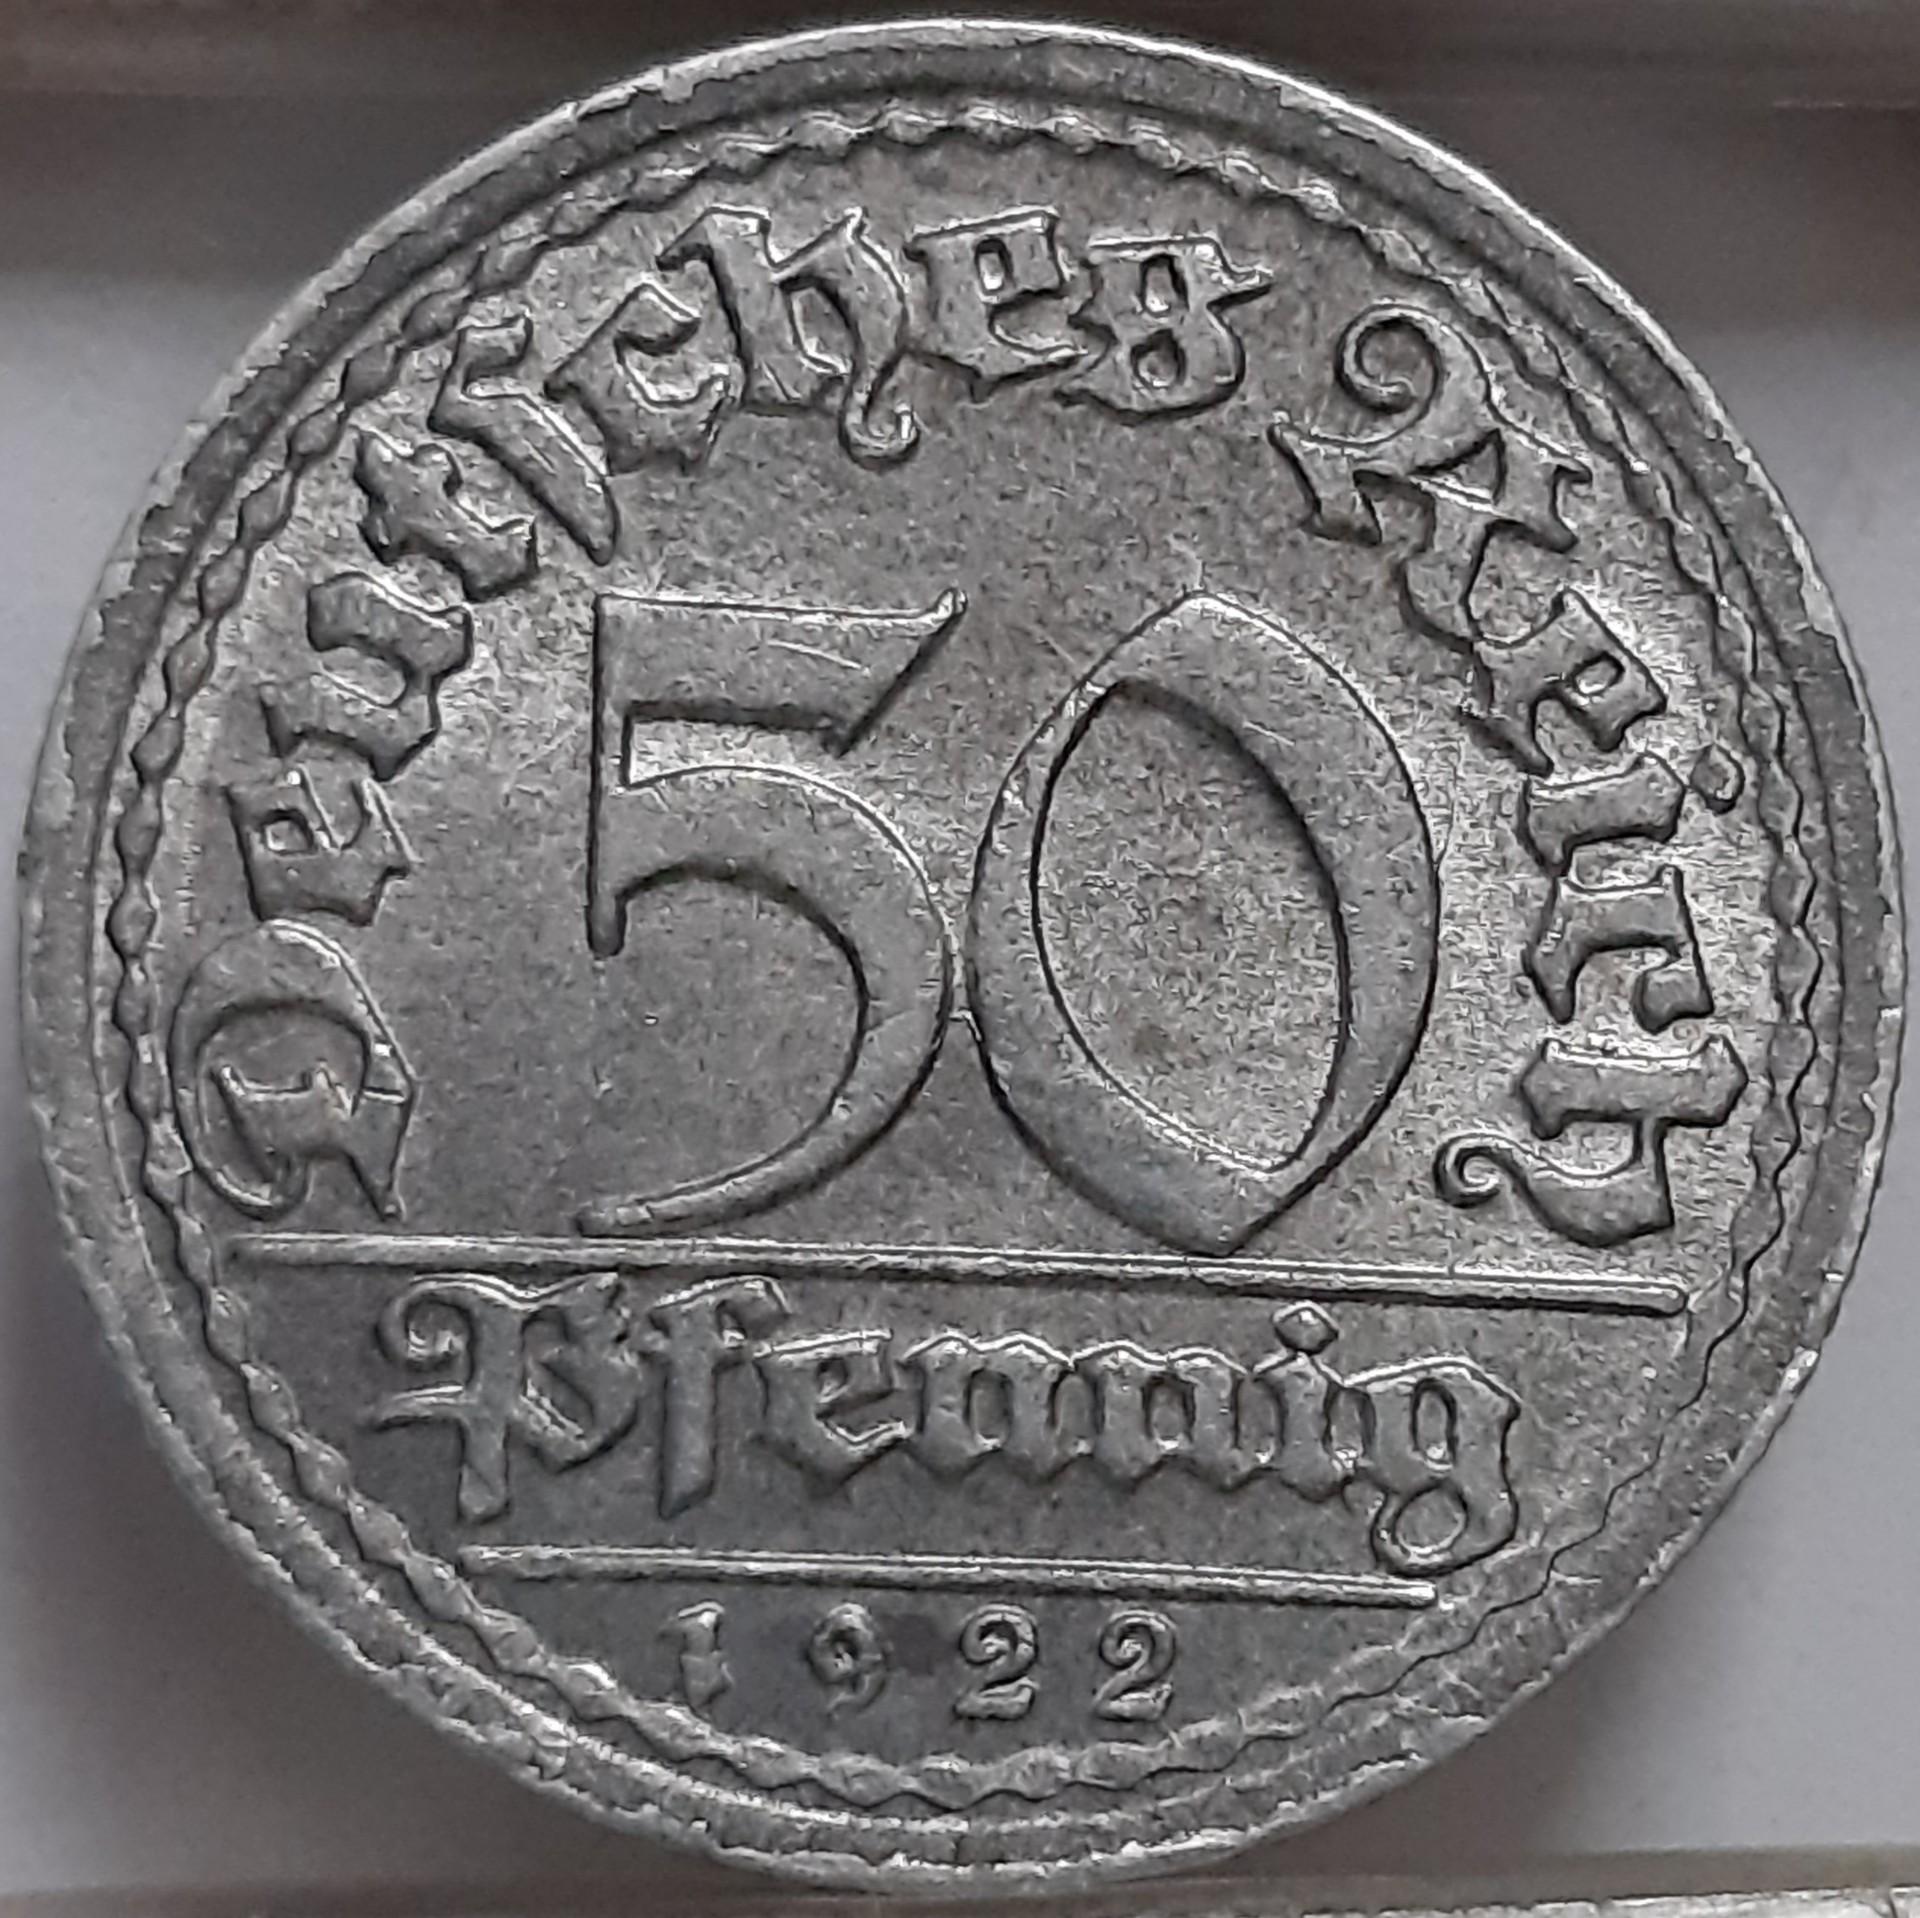 Deutſches Reich
50
Pfennig
1922